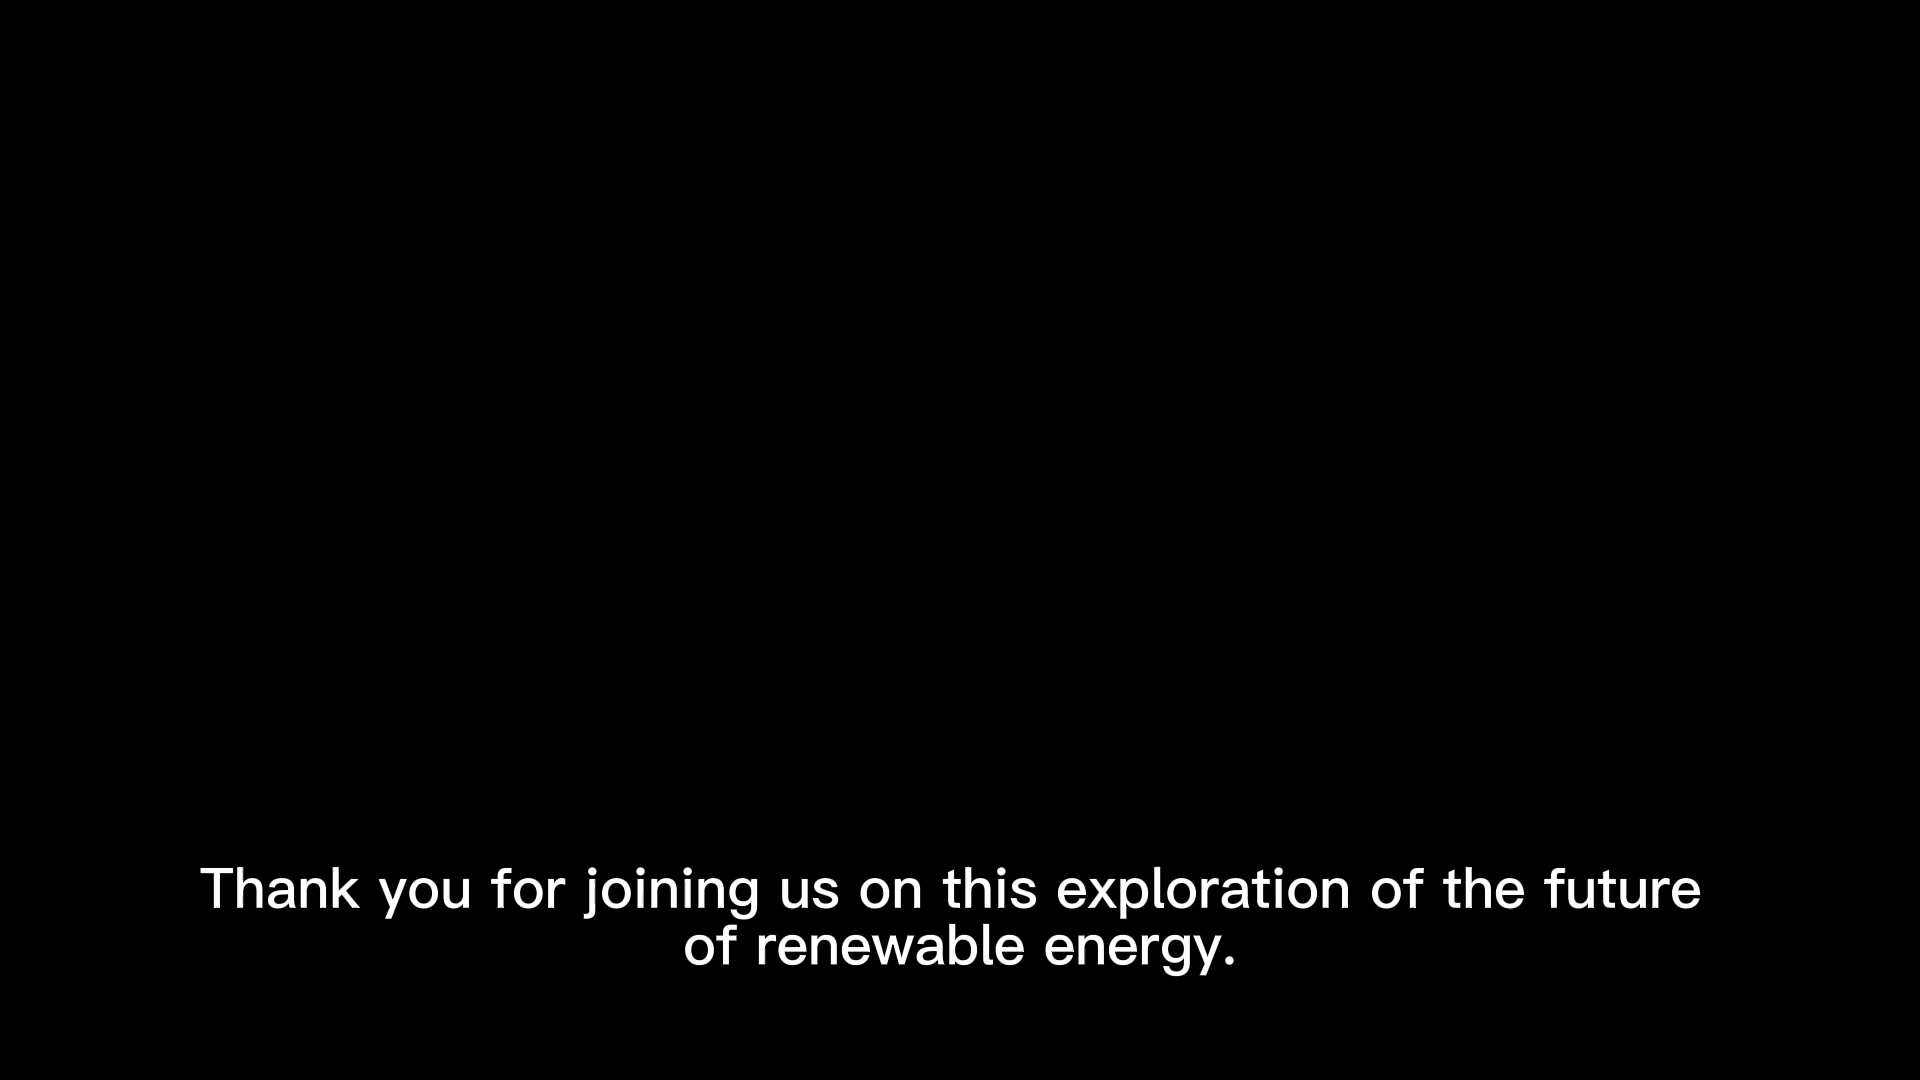 Thank you for joining us on this exploration of the future
of renewable energy.